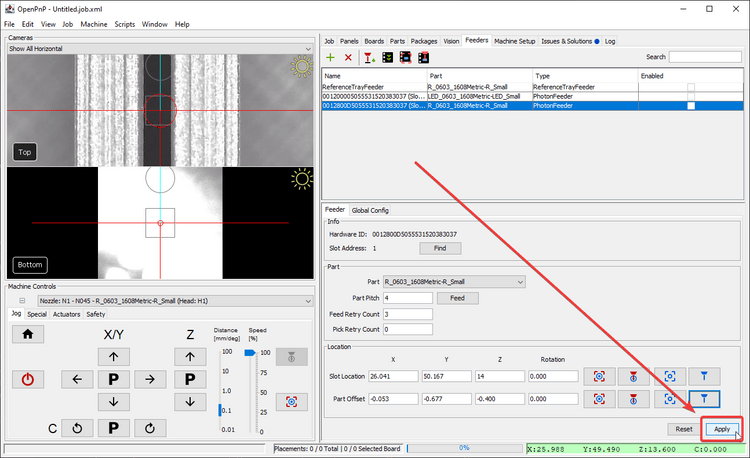 OpenPnP - Untitled.job.xml
File Edit View Job Machine Scripts Window Help
Cameras
Show All Horizontal
Top
Bottom
Machine Controls
Nozzle: N1 - N045 - R_0603_1608Metric-R_Small (Head: H1)
Jog Special Actuators Safety
X/Y Z
Distance [mm/deg]
Speed [%]
100 100
10 75
1.0 50
0.1 25
0.01 0
P P
C P
Job Panels Boards Parts Packages Vision Feeders Machine Setup Issues & Solutions Log
Search
Name Part Type Enabled
ReferenceTrayFeeder R_0603_1608Metric-R_Small ReferenceTrayFeeder
0012000D5055531520383037 (Slo... LED_0603_1608Metric-LED_Small PhotonFeeder
0012800D5055531520383037 (Slo... R_0603_1608Metric-R_Small PhotonFeeder
Feeder Global Config
Info
Hardware ID: 0012800D5055531520383037
Slot Address: 1 Find
Part
Part R_0603_1608Metric-R_Small
Part Pitch 4 Feed
Feed Retry Count 3
Pick Retry Count 0
Location
X Y Z Rotation
Slot Location 26.041 50.167 14 0.000
Part Offset -0.053 -0.677 -0.400 0.000
Reset Apply
Placements: 0 / 0 Total | 0 / 0 Selected Board 0% X:25.988 Y:49.490 Z:13.600 C:0.000